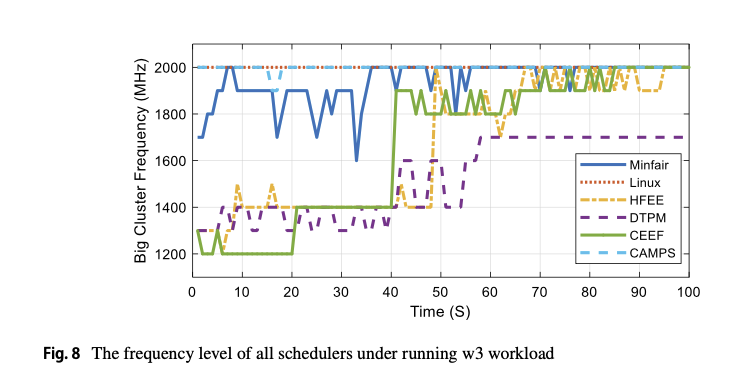 Big Cluster Frequency (MHz)
2000
1800
1600
1400
1200
0 10 20 30 40 50 60 70 80 90 100
Time (S)
Minfair
Linux
HFEE
DTPM
CEEF
CAMPS
Fig. 8 The frequency level of all schedulers under running w3 workload